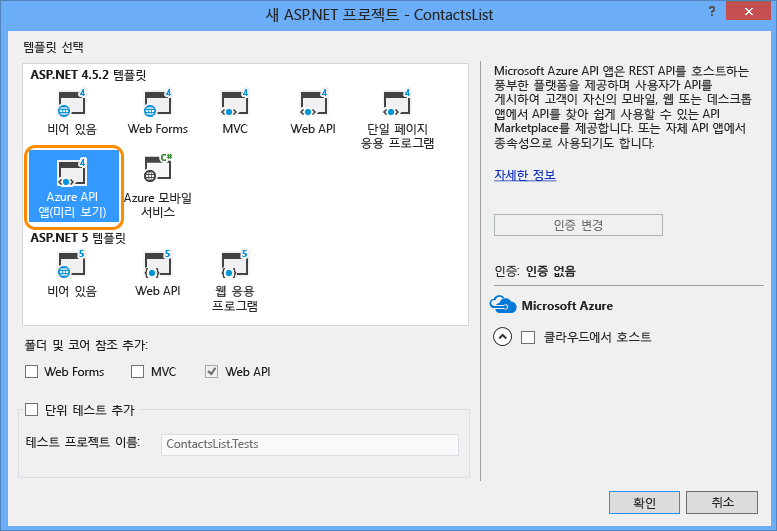 새 ASP.NET 프로젝트 - ContactsList
?
템플릿 선택
ASP.NET 4.5.2 템플릿
4
4
4
4
4
비어 있음
Web Forms
MVC
Web API
단일 페이지
응용 프로그램
4
C#
Azure API
앱(미리 보기)
Azure 모바일
서비스
ASP.NET 5 템플릿
5
5
5
비어 있음
Web API
웹 응용
프로그램
폴더 및 코어 참조 추가:
Web Forms
MVC
Web API
단위 테스트 추가
테스트 프로젝트 이름:
ContactsList.Tests
Microsoft Azure API 앱은 REST API를 호스트하는
풍부한 플랫폼을 제공하며 사용자가 API를
게시하여 고객이 자신의 모바일, 웹 또는 데스크톱
앱에서 API를 찾아 쉽게 사용할 수 있는 API
Marketplace를 제공합니다. 또는 자체 API 앱에서
종속성으로 사용되기도 합니다.
자세한 정보
인증 변경
인증: 인증 없음
Microsoft Azure
클라우드에서 호스트
확인
취소